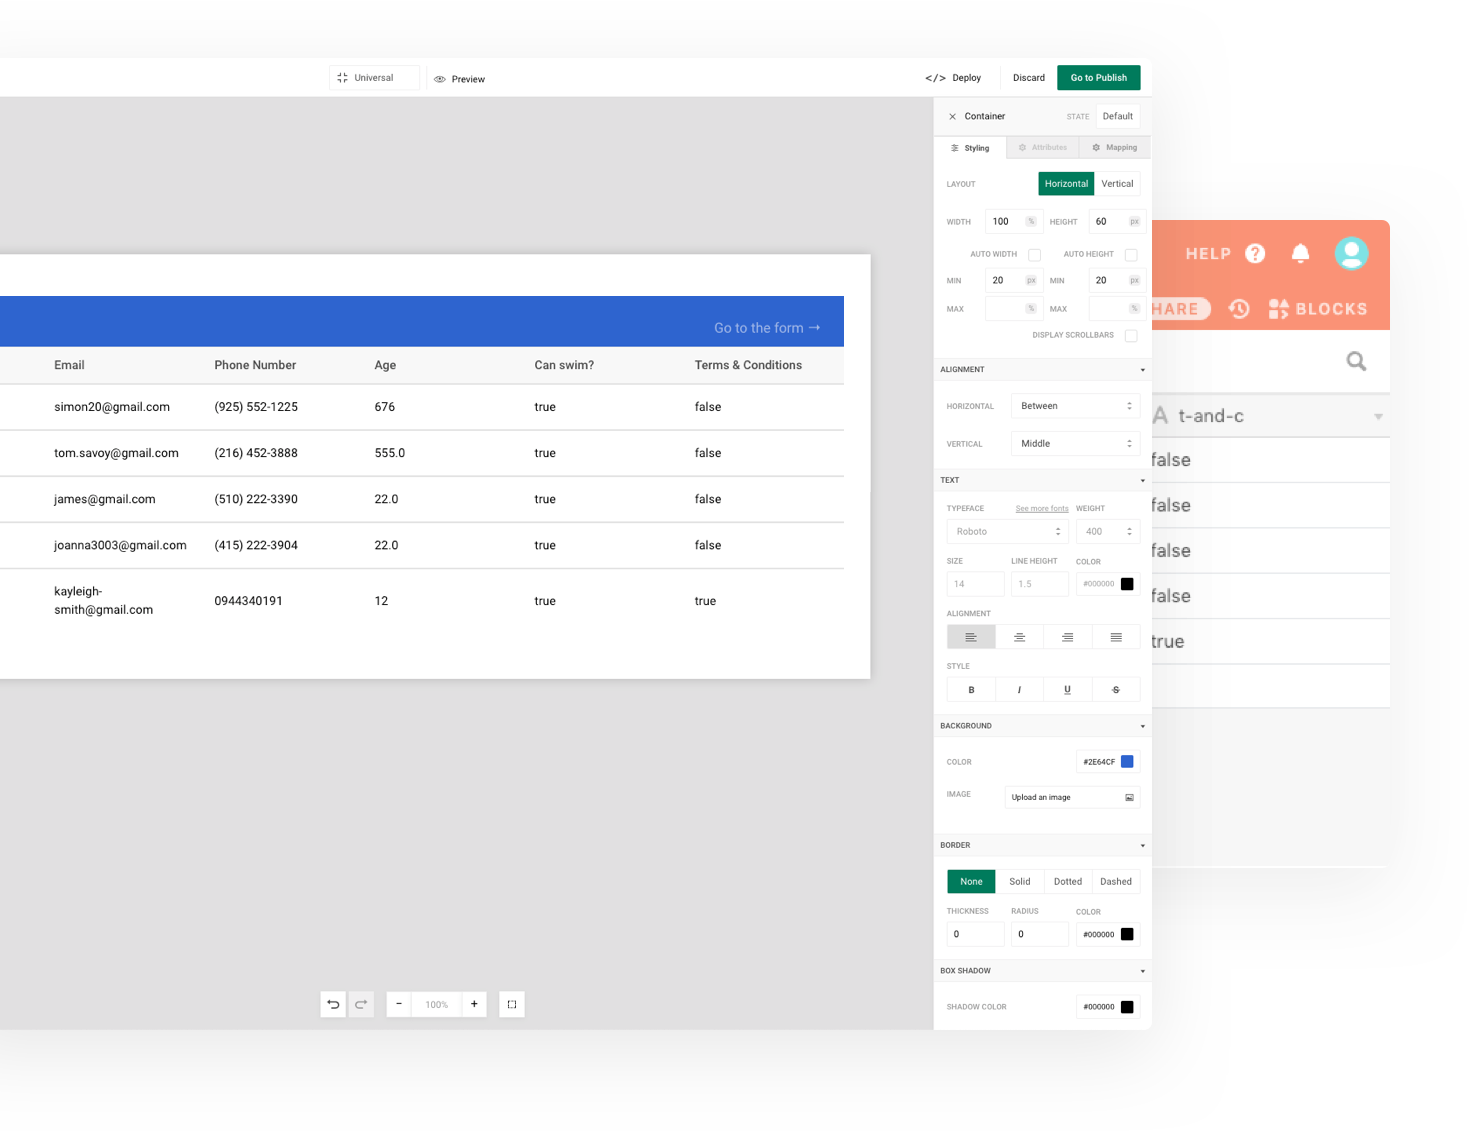 Universal
Preview
</> Deploy
Discard
Go to Publish
Container
STATE
Default
Styling
Attributes
Mapping
LAYOUT
Horizontal
Vertical
WIDTH
100
%
HEIGHT
60
px
AUTO WIDTH
AUTO HEIGHT
MIN
20
px
MIN
20
px
MAX
%
MAX
%
DISPLAY SCROLLBARS
ALIGNMENT
HORIZONTAL
Between
VERTICAL
Middle
TEXT
TYPEFACE
See more fonts
WEIGHT
Roboto
400
SIZE
LINE HEIGHT
COLOR
14
1.5
#000000
ALIGNMENT
STYLE
B
I
U
S
BACKGROUND
COLOR
#2E64CF
IMAGE
Upload an image
BORDER
None
Solid
Dotted
Dashed
THICKNESS
RADIUS
COLOR
0
0
#000000
BOX SHADOW
SHADOW COLOR
#000000
Go to the form →
Email
Phone Number
Age
Can swim?
Terms & Conditions
simon20@gmail.com
(925) 552-1225
676
true
false
tom.savoy@gmail.com
(216) 452-3888
555.0
true
false
james@gmail.com
(510) 222-3390
22.0
true
false
joanna3003@gmail.com
(415) 222-3904
22.0
true
false
kayleigh-
smith@gmail.com
0944340191
12
true
true
−
100%
+
HELP
?
HARE
BLOCKS
A t-and-c
false
false
false
false
true